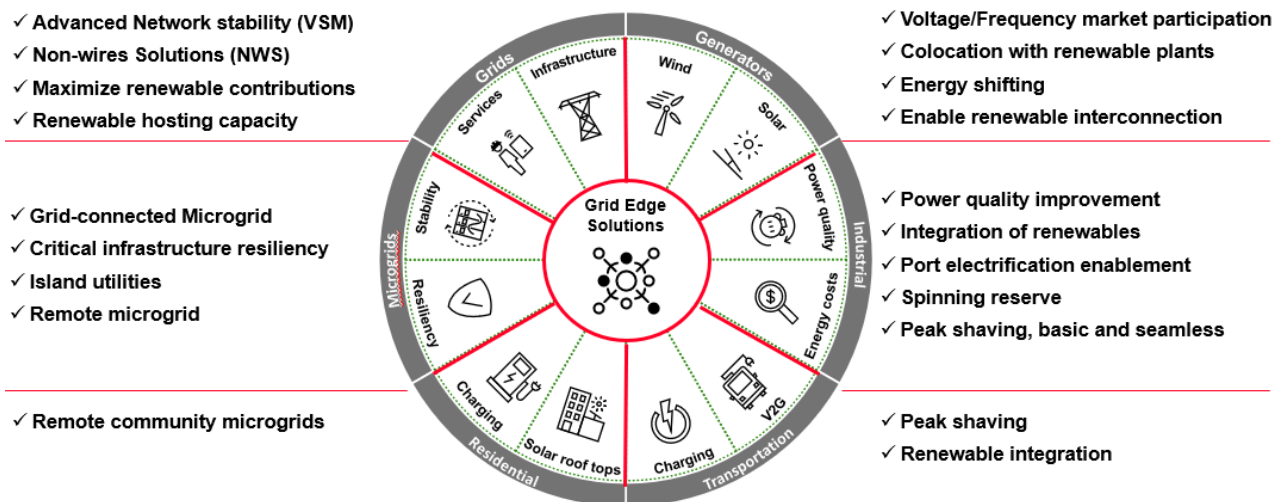 ✓ Advanced Network stability (VSM)
✓ Non-wires Solutions (NWS)
✓ Maximize renewable contributions
✓ Renewable hosting capacity
✓ Grid-connected Microgrid
✓ Critical infrastructure resiliency
✓ Island utilities
✓ Remote microgrid
✓ Remote community microgrids
Grids
Services
Infrastructure
Generators
Wind
Solar
Industrial
Power quality
Energy costs
Transportation
V2G
Charging
Residential
Solar roof tops
Charging
Microgrids
Resiliency
Stability
Grid Edge
Solutions
$
✓ Voltage/Frequency market participation
✓ Colocation with renewable plants
✓ Energy shifting
✓ Enable renewable interconnection
✓ Power quality improvement
✓ Integration of renewables
✓ Port electrification enablement
✓ Spinning reserve
✓ Peak shaving, basic and seamless
✓ Peak shaving
✓ Renewable integration